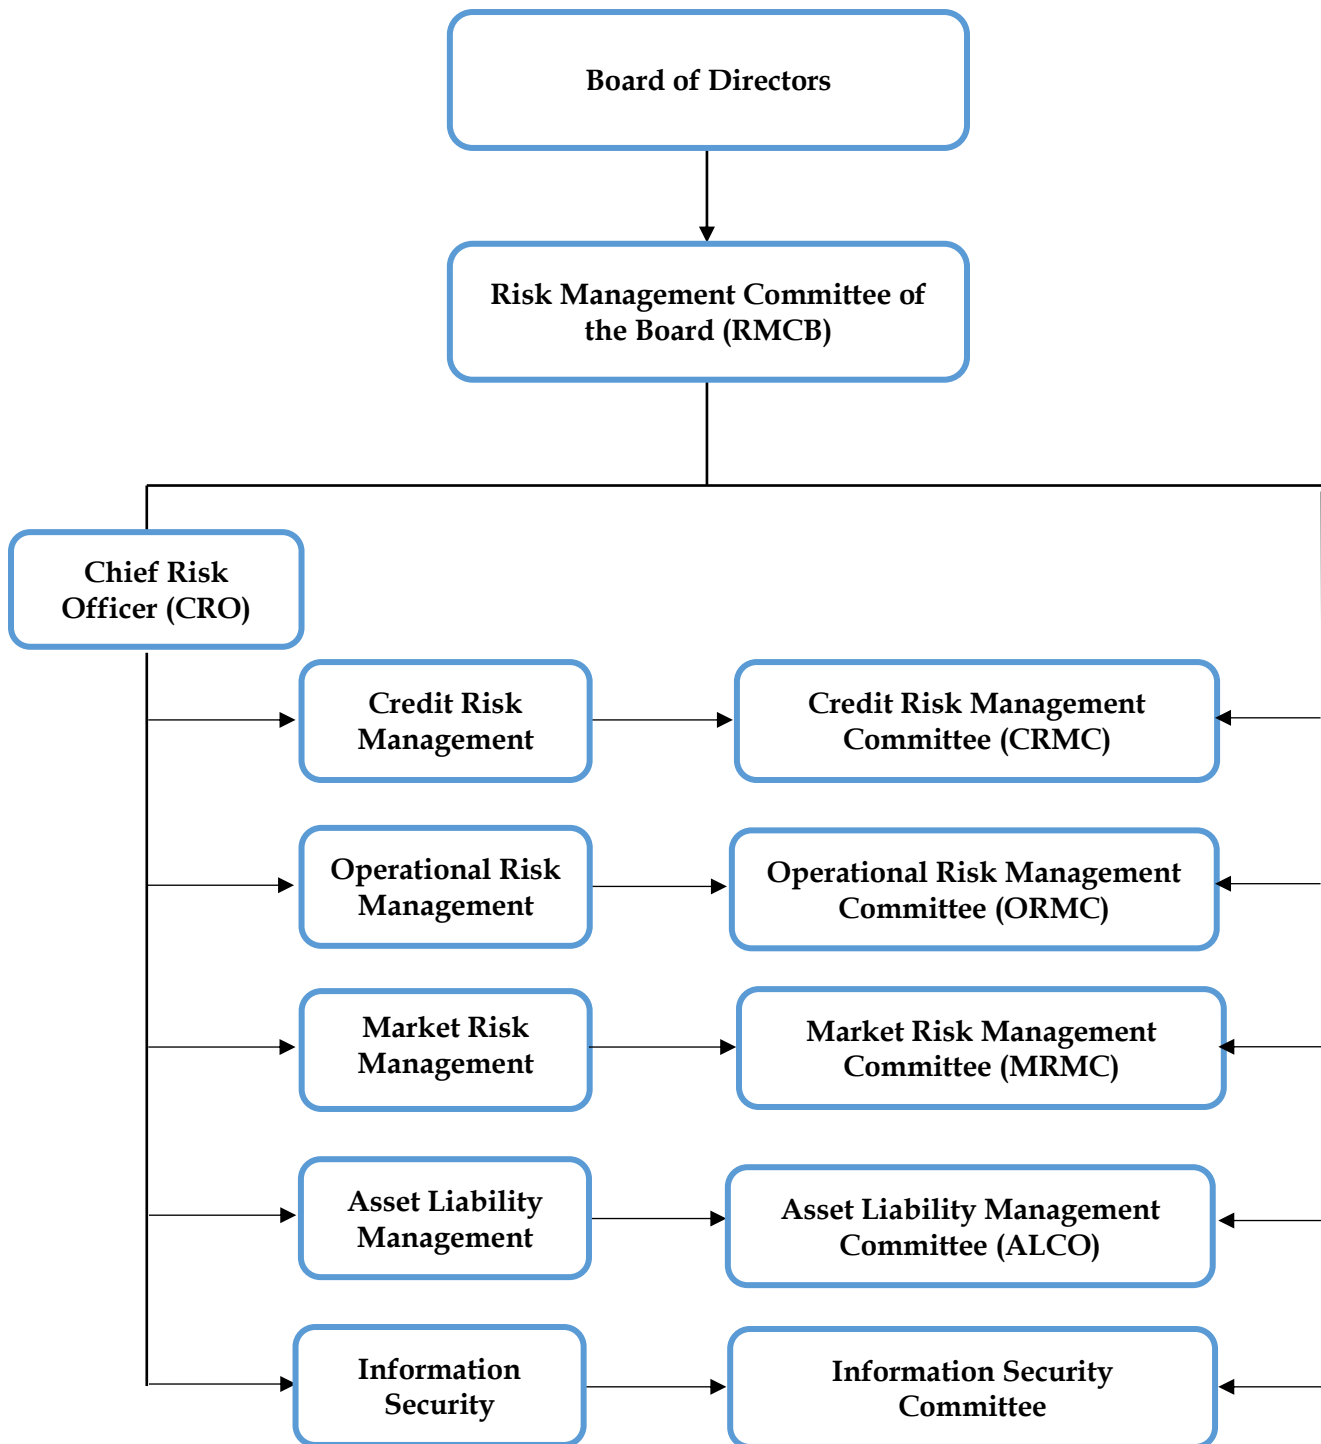 Board of Directors
Risk Management Committee of
the Board (RMCB)
Chief Risk
Officer (CRO)
Credit Risk
Management
Credit Risk Management
Committee (CRMC)
Operational Risk
Management
Operational Risk Management
Committee (ORMC)
Market Risk
Management
Market Risk Management
Committee (MRMC)
Asset Liability
Management
Asset Liability Management
Committee (ALCO)
Information
Security
Information Security
Committee